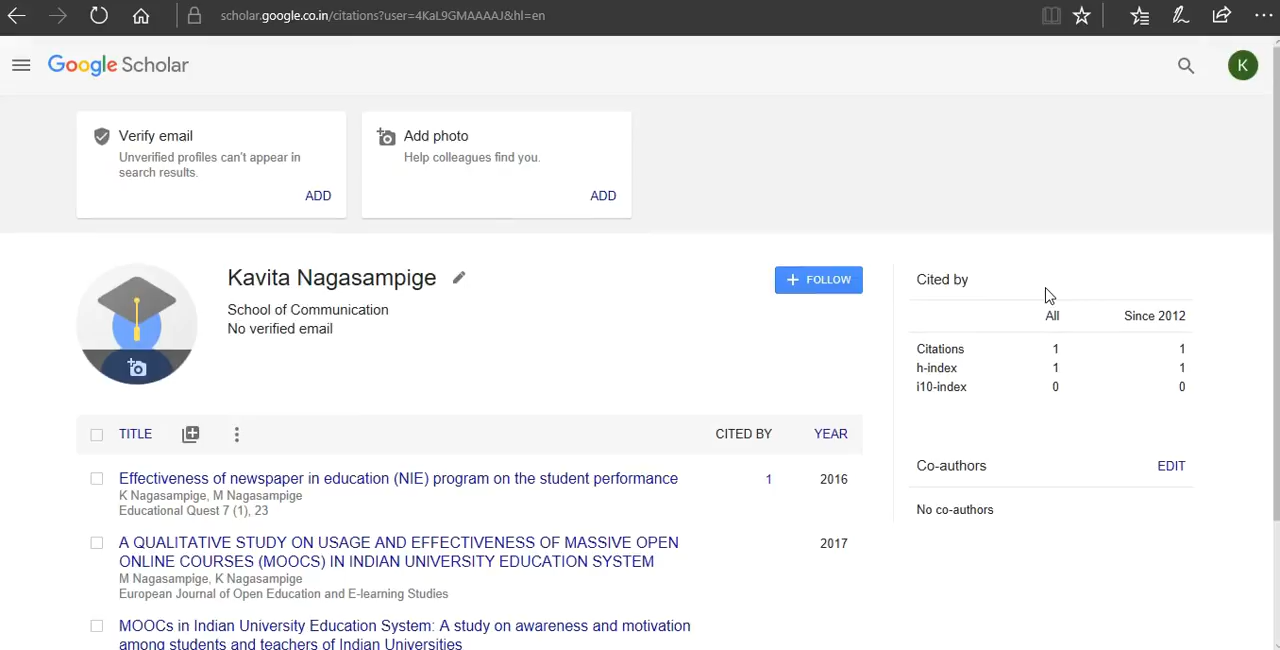 scholar.google.co.in/citations?user=4KaL9GMAAAAJ&hl=en
Google Scholar
K
Verify email
Unverified profiles can't appear in
search results.
ADD
Add photo
Help colleagues find you.
ADD
Kavita Nagasampige
School of Communication
No verified email
+ FOLLOW
Cited by
All Since 2012
Citations 1 1
h-index 1 1
i10-index 0 0
Co-authors EDIT
No co-authors
TITLE CITED BY YEAR
Effectiveness of newspaper in education (NIE) program on the student performance 1 2016
K Nagasampige, M Nagasampige
Educational Quest 7 (1), 23
A QUALITATIVE STUDY ON USAGE AND EFFECTIVENESS OF MASSIVE OPEN 2017
ONLINE COURSES (MOOCS) IN INDIAN UNIVERSITY EDUCATION SYSTEM
M Nagasampige, K Nagasampige
European Journal of Open Education and E-learning Studies
MOOCs in Indian University Education System: A study on awareness and motivation
among students and teachers of Indian Universities